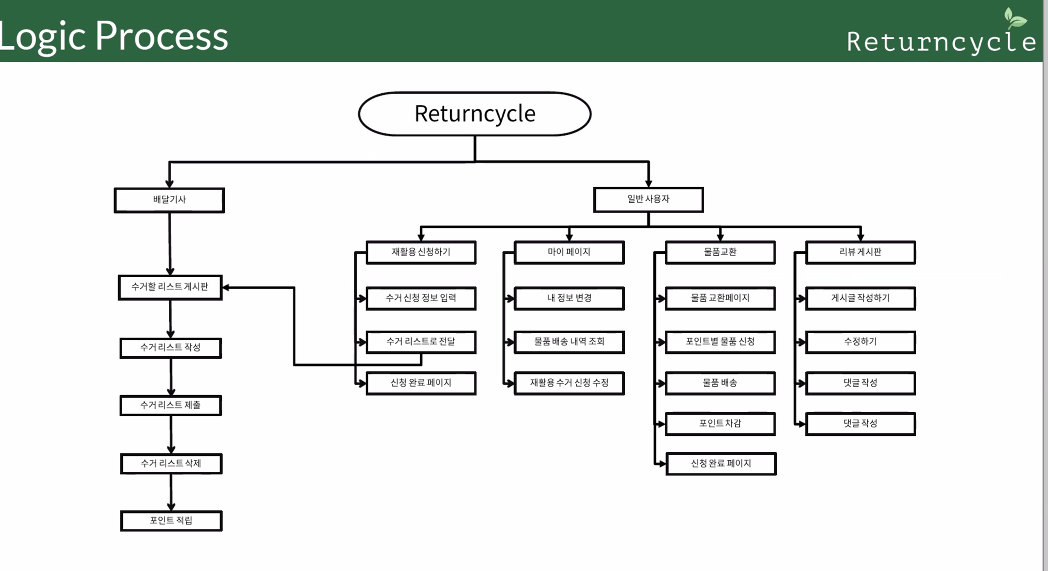 Logic Process
Returncycle
Returncycle
배달기사
일반 사용자
재활용 신청하기
마이 페이지
물품교환
리뷰 게시판
수거할 리스트 게시판
수거 신청 정보 입력
내 정보 변경
물품 교환페이지
게시글 작성하기
수거 리스트 작성
수거 리스트로 전달
물품 배송 내역 조회
포인트별 물품 신청
수정하기
신청 완료 페이지
재활용 수거 신청 수정
물품 배송
댓글 작성
수거 리스트 제출
포인트 차감
댓글 작성
수거 리스트 삭제
신청 완료 페이지
포인트 적립